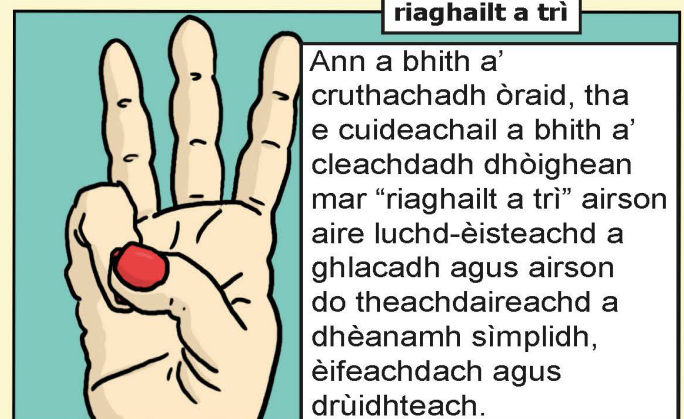 riaghailt a trì
Ann a bhith a’
cruthachadh òraid, tha
e cuideachail a bhith a’
cleachdadh dhòighean
mar “riaghailt a trì” airson
aire luchd-èisteachd a
ghlacadh agus airson
do theachdaireachd a
dhèanamh sìmplidh,
èifeachdach agus
drùidhteach.